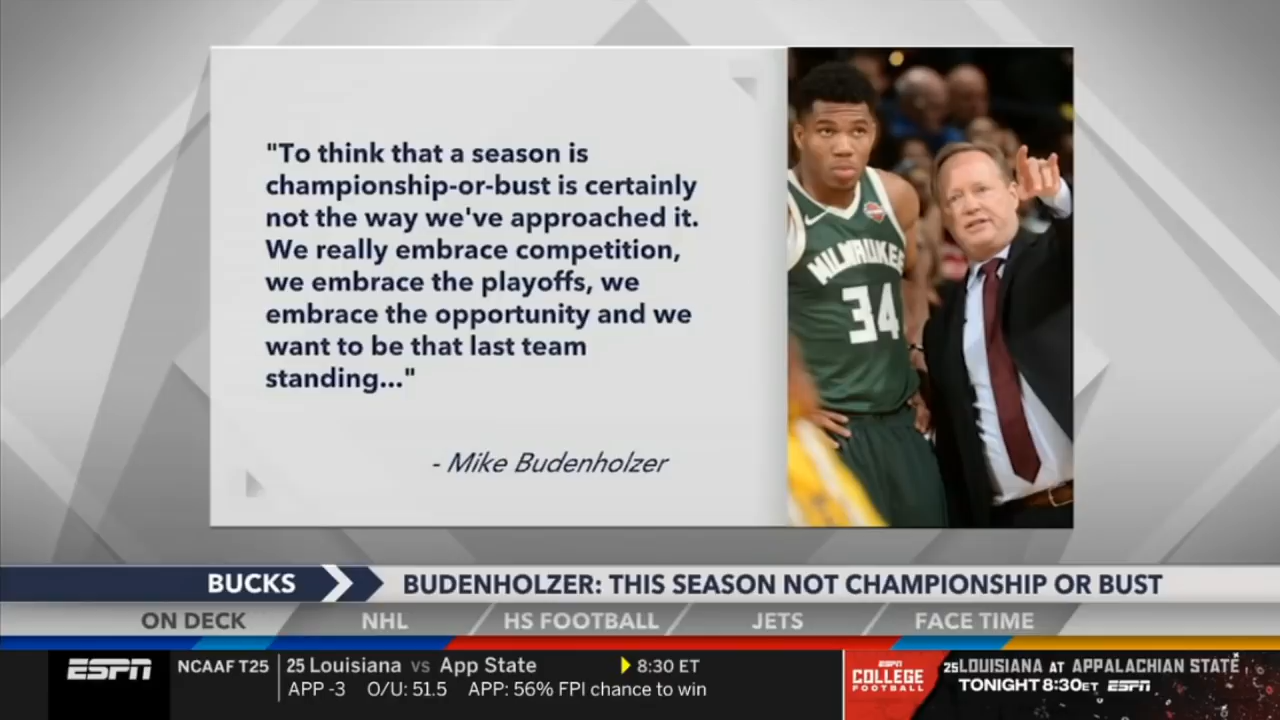 "To think that a season is
championship-or-bust is certainly
not the way we've approached it.
We really embrace competition,
we embrace the playoffs, we
embrace the opportunity and we
want to be that last team
standing..."
- Mike Budenholzer
MILWAUKEE
34
BUCKS
BUDENHOLZER: THIS SEASON NOT CHAMPIONSHIP OR BUST
ON DECK NHL HS FOOTBALL JETS FACE TIME
ESPN NCAAF T25 25 Louisiana vs App State 8:30 ET
APP -3 O/U: 51.5 APP: 56% FPI chance to win
ESPN
COLLEGE
FOOTBALL
25LOUISIANA AT APPALACHIAN STATE
TONIGHT 8:30ET ESPN